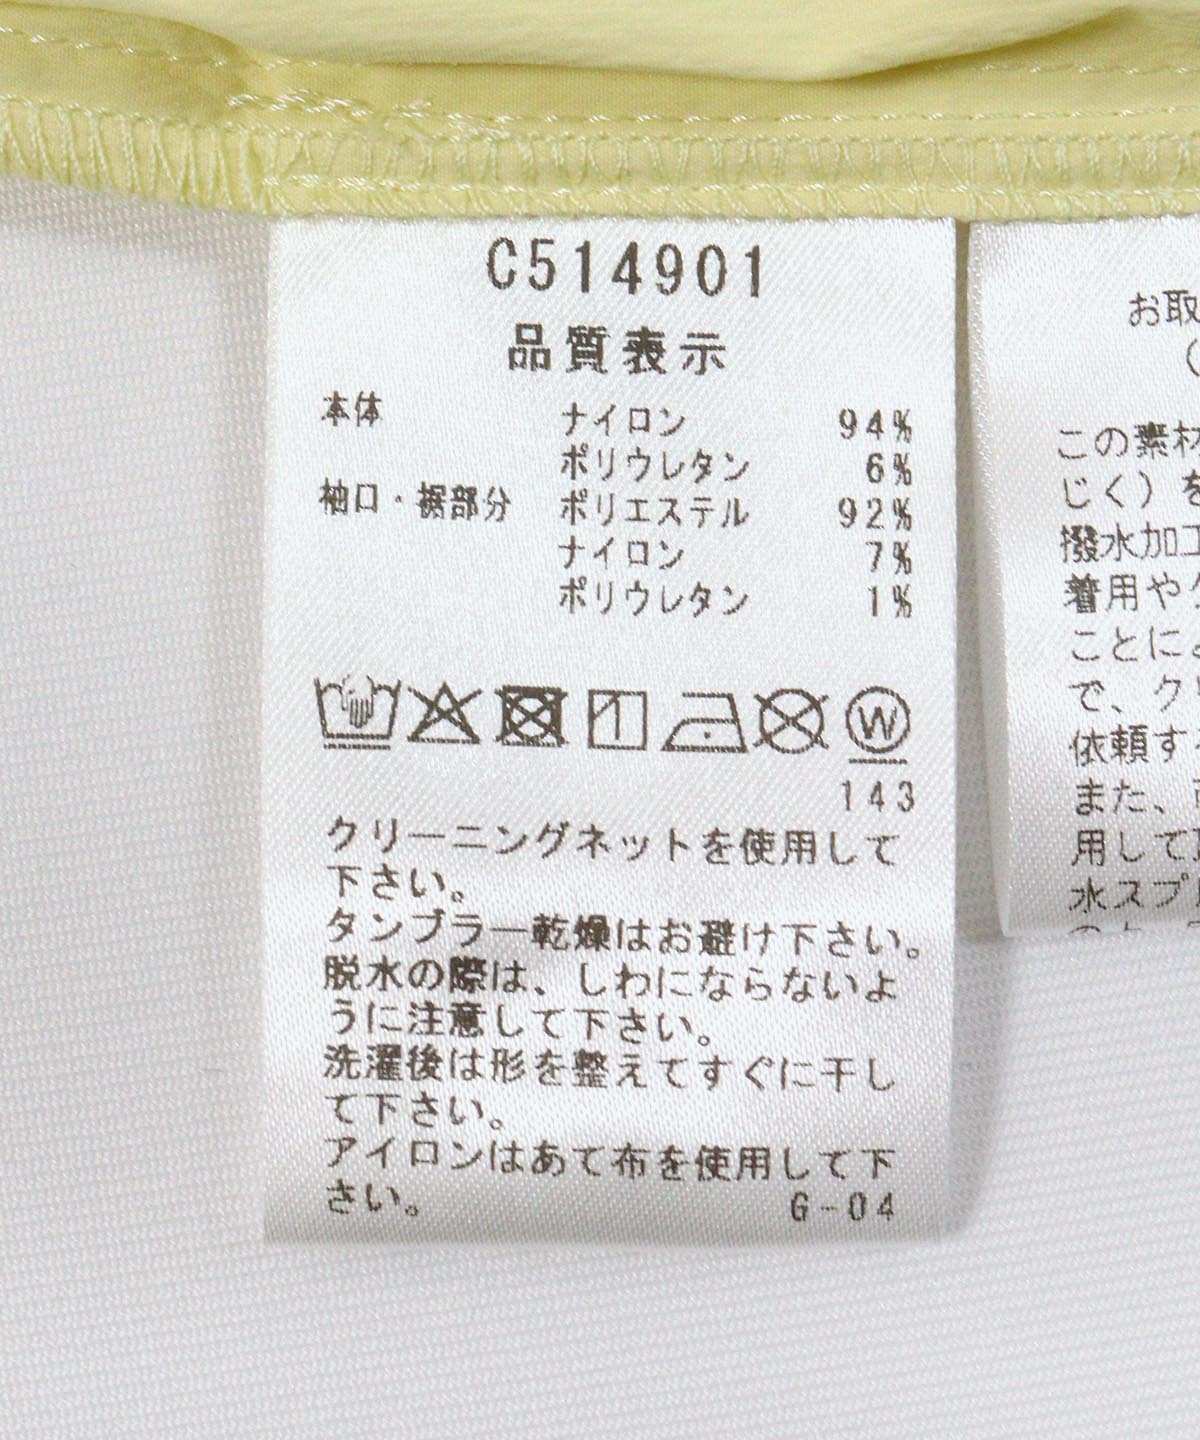 C514901
品質表示
本体 ナイロン 94%
ポリウレタン 6%
袖口・裾部分 ポリエステル 92%
ナイロン 7%
ポリウレタン 1%
W
143
クリーニングネットを使用して
下さい。
タンブラー乾燥はお避け下さい。
脱水の際は、しわにならないよ
うに注意して下さい。
洗濯後は形を整えてすぐに干し
て下さい。
アイロンはあて布を使用して下
さい。
G-04
お取
(
この素材
じく)を
撥水加工
着用や
ことに
で、ク
依頼す
また、
用して
水スプ